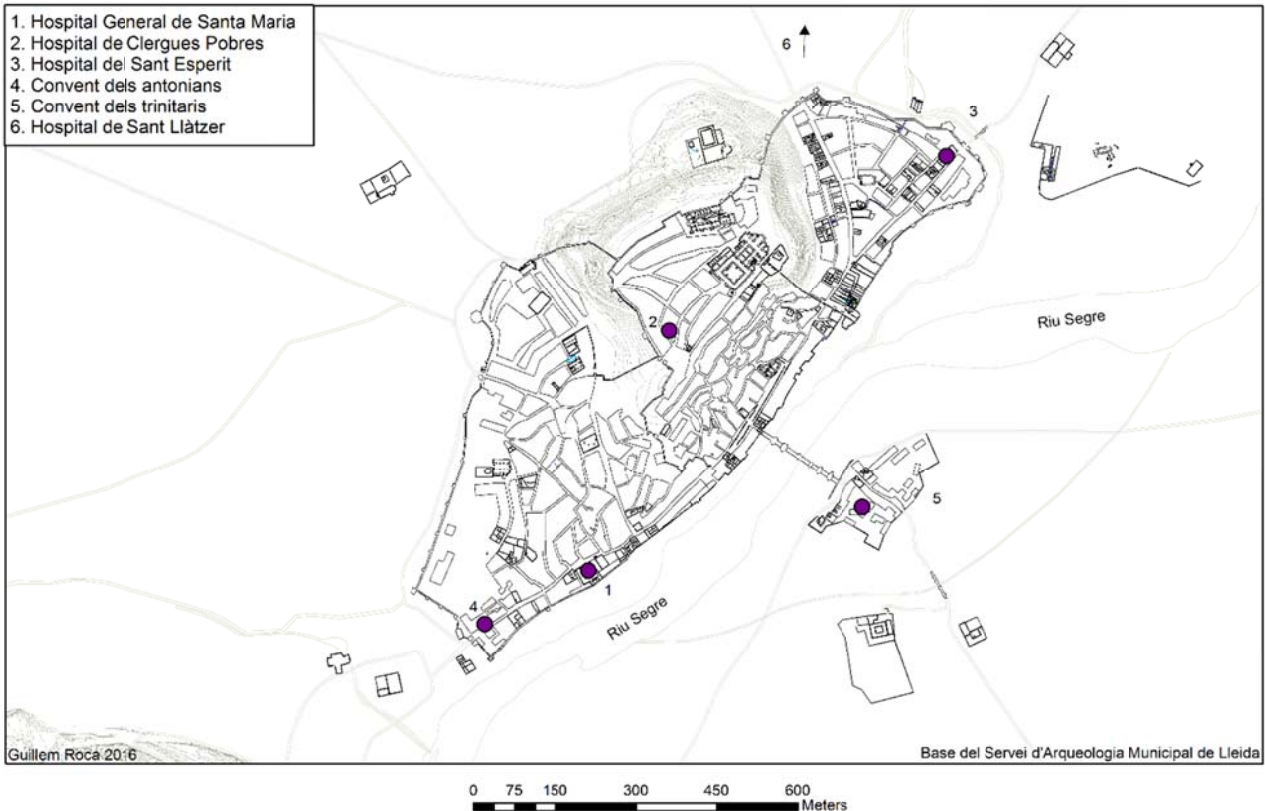 1. Hospital General de Santa Maria
2. Hospital de Clergues Pobres
3. Hospital del Sant Esperit
4. Convent dels antonians
5. Convent dels trinitaris
6. Hospital de Sant Llàtzer
6
3
2
Riu Segre
5
1
4
Riu Segre
Guillem Roca 2016
Base del Servei d'Arqueologia Municipal de Lleida
0 75 150 300 450 600
Meters